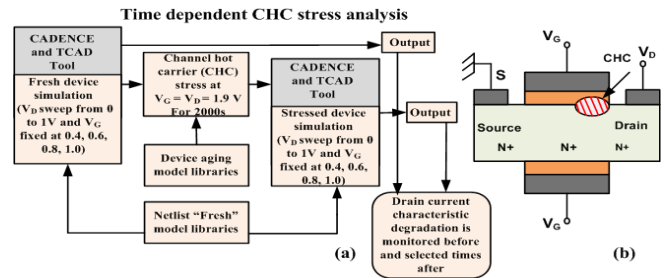 Time dependent CHC stress analysis
CADENCE
and TCAD
Tool
Fresh device
simulation
(VD sweep from 0
to 1V and VG
fixed at 0.4, 0.6,
0.8, 1.0)
Channel hot
carrier (CHC)
stress at
VG = VD = 1.9 V
For 2000s
Device aging
model libraries
Netlist “Fresh”
model libraries
CADENCE
and TCAD
Tool
Stressed device
simulation
(VD sweep from 0
to 1V and VG
fixed at 0.4, 0.6,
0.8, 1.0)
Output
Output
Drain current
characteristic
degradation is
monitored before
and selected times
after
(a)
VG
CHC
VD
S
Source
Drain
N+
N+
N+
VG
(b)